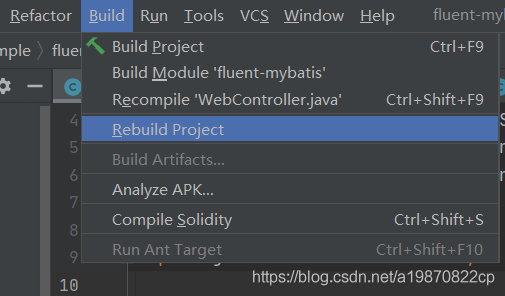 Refactor Build Run Tools VCS Window Help fluent-myb
mple fluen
Build Project Ctrl+F9
Build Module 'fluent-mybatis'
Recompile 'WebController.java' Ctrl+Shift+F9
4
Rebuild Project
5
6 Build Artifacts...
7 Analyze APK...
8 Compile Solidity Ctrl+Shift+S
9 Run Ant Target Ctrl+Shift+F10
10
https://blog.csdn.net/a19870822cp